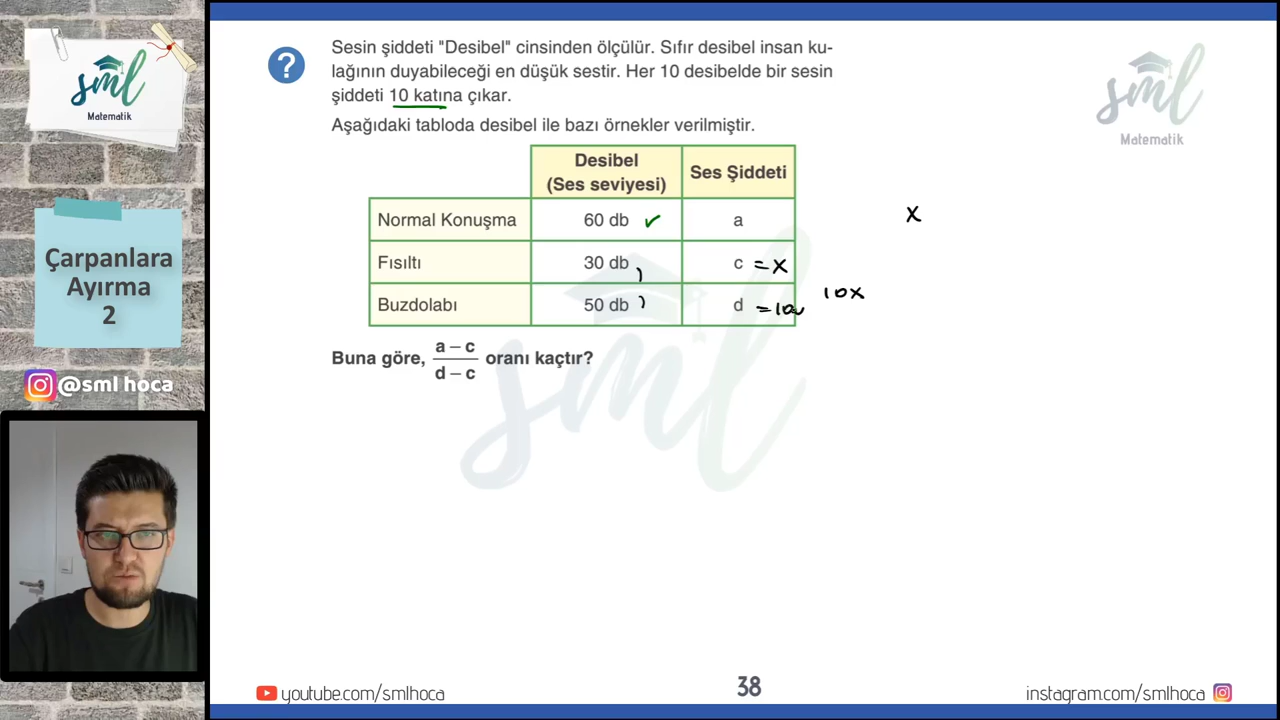 sml
Matematik
Çarpanlara
Ayırma
2
@sml hoca
?
Sesin şiddeti "Desibel" cinsinden ölçülür. Sıfır desibel insan ku-
lağının duyabileceği en düşük sestir. Her 10 desibelde bir sesin
şiddeti 10 katına çıkar.
Aşağıdaki tabloda desibel ile bazı örnekler verilmiştir.
Desibel
(Ses seviyesi) Ses Şiddeti
Normal Konuşma 60 db ✓ a
Fısıltı 30 db c = x
Buzdolabı 50 db d
x
10x
Buna göre, a – c / d – c oranı kaçtır?
sml
Matematik
sml
youtube.com/smlhoca
38
instagram.com/smlhoca